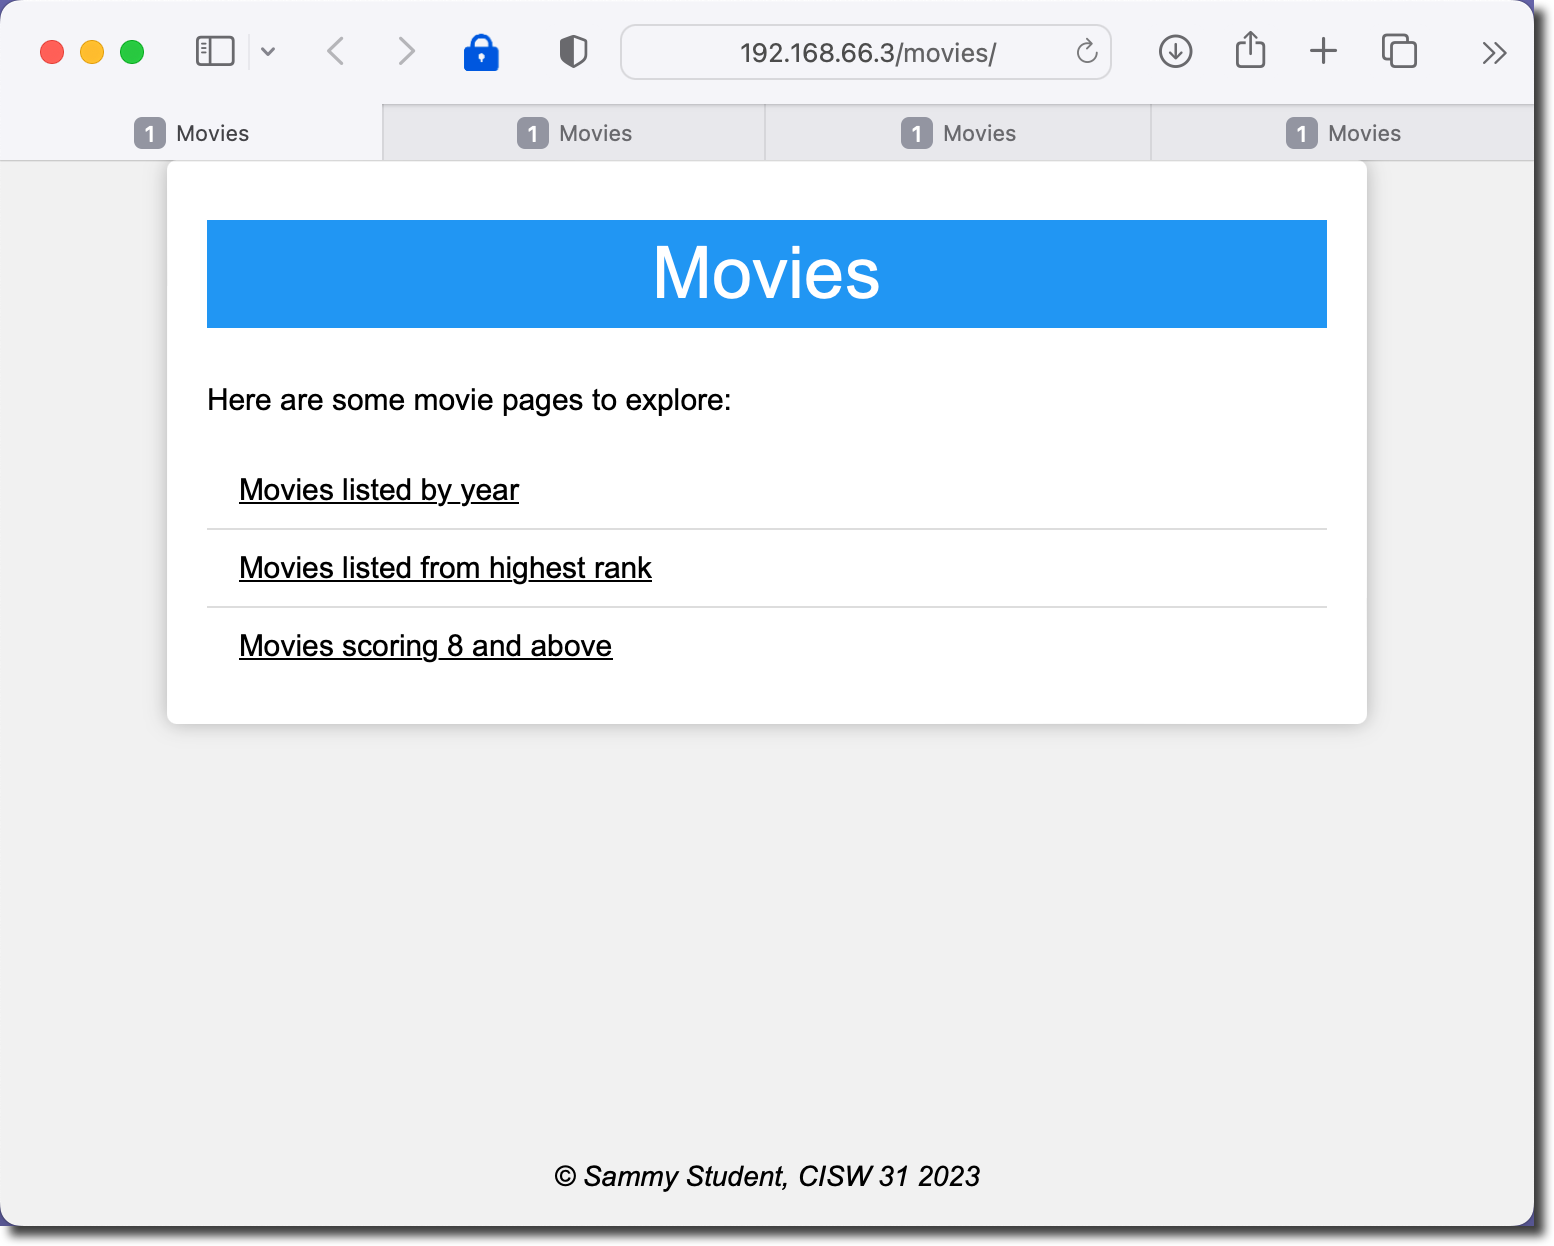 192.168.66.3/movies/
1 Movies
1 Movies
1 Movies
1 Movies
Movies
Here are some movie pages to explore:
Movies listed by year
Movies listed from highest rank
Movies scoring 8 and above
© Sammy Student, CISW 31 2023